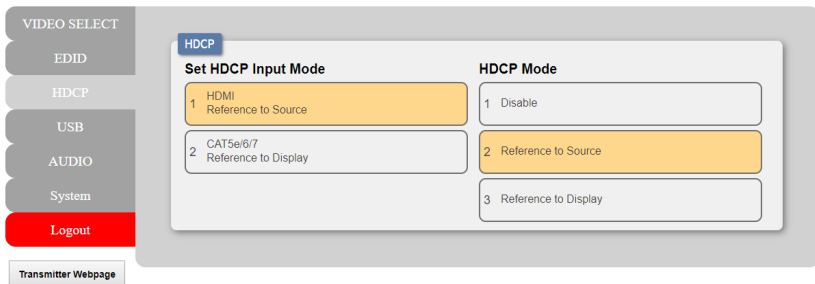 VIDEO SELECT
EDID
HDCP
USB
AUDIO
System
Logout
Transmitter Webpage
HDCP
Set HDCP Input Mode
1 HDMI
Reference to Source
2 CAT5e/6/7
Reference to Display
HDCP Mode
1 Disable
2 Reference to Source
3 Reference to Display